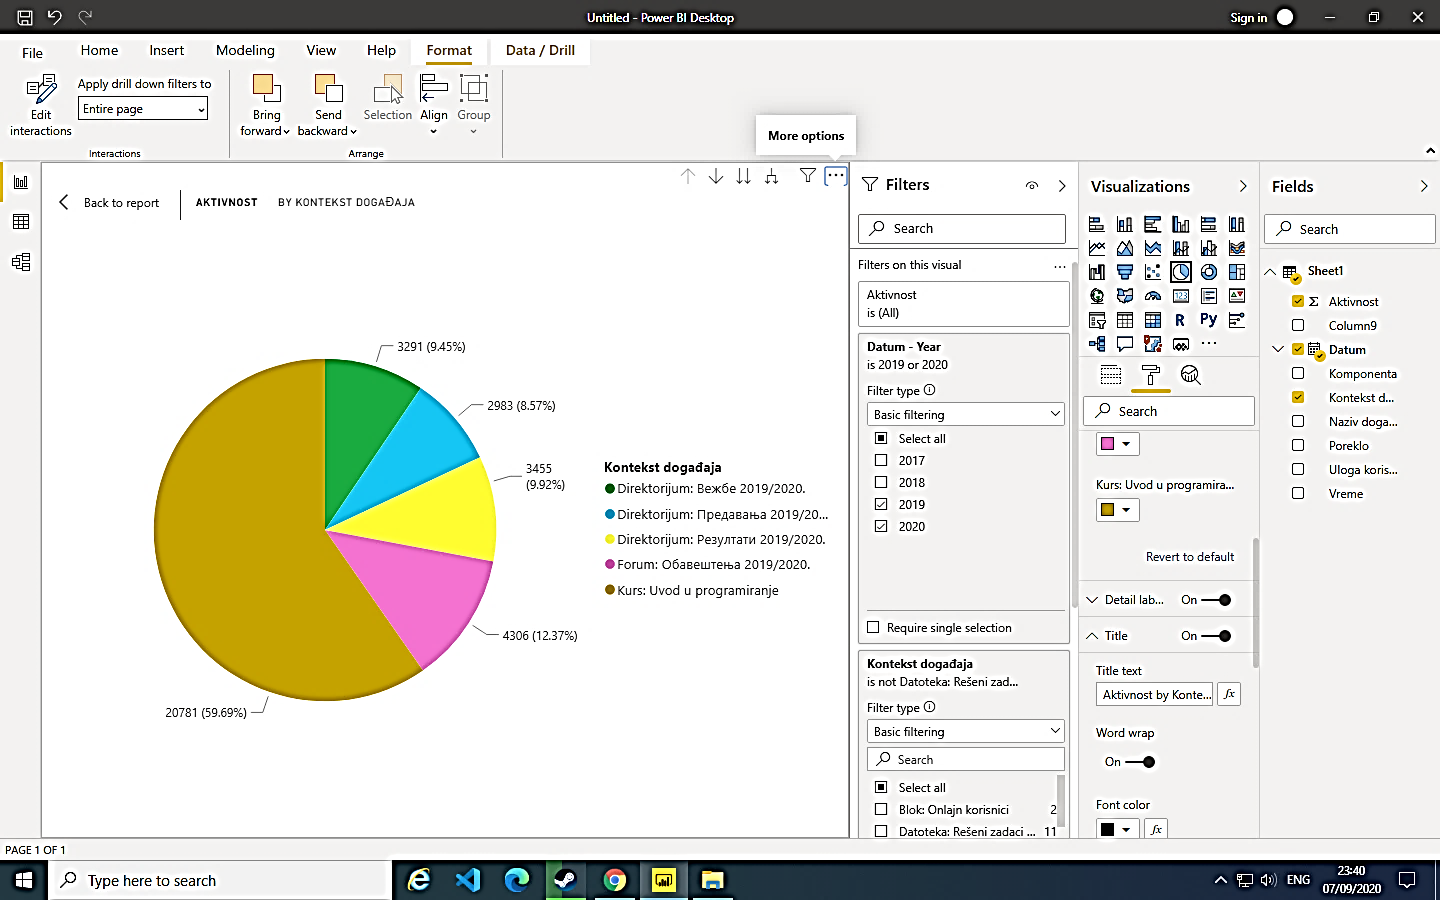 Untitled - Power BI Desktop
Sign in
File
Home
Insert
Modeling
View
Help
Format
Data / Drill
Edit
interactions
Apply drill down filters to
Entire page
Interactions
Bring
forward
Send
backward
Selection
Align
Group
Arrange
More options
Back to report
AKTIVNOST
BY KONTEKST DOGAĐAJA
3291 (9.45%)
2983 (8.57%)
3455
(9.92%)
4306 (12.37%)
20781 (59.69%)
Kontekst događaja
Direktorijum: Вежбе 2019/2020.
Direktorijum: Предавања 2019/20...
Direktorijum: Резултати 2019/2020.
Forum: Обавештења 2019/2020.
Kurs: Uvod u programiranje
Filters
Search
Filters on this visual
Aktivnost
is (All)
Datum - Year
is 2019 or 2020
Filter type
Basic filtering
Select all
2017
2018
2019
2020
Require single selection
Kontekst događaja
is not Datoteka: Rešeni zad...
Filter type
Basic filtering
Search
Select all
Blok: Onlajn korisnici 2
Datoteka: Rešeni zadaci ... 11
Visualizations
123
R
Py
Search
Kurs: Uvod u programira...
Revert to default
Detail lab... On
Title On
Title text
Aktivnost by Konte...
fx
Word wrap
On
Font color
fx
Fields
Search
Sheet1
Σ Aktivnost
Column9
Datum
Komponenta
Kontekst d...
Naziv doga...
Poreklo
Uloga koris...
Vreme
PAGE 1 OF 1
Type here to search
ENG
23:40
07/09/2020